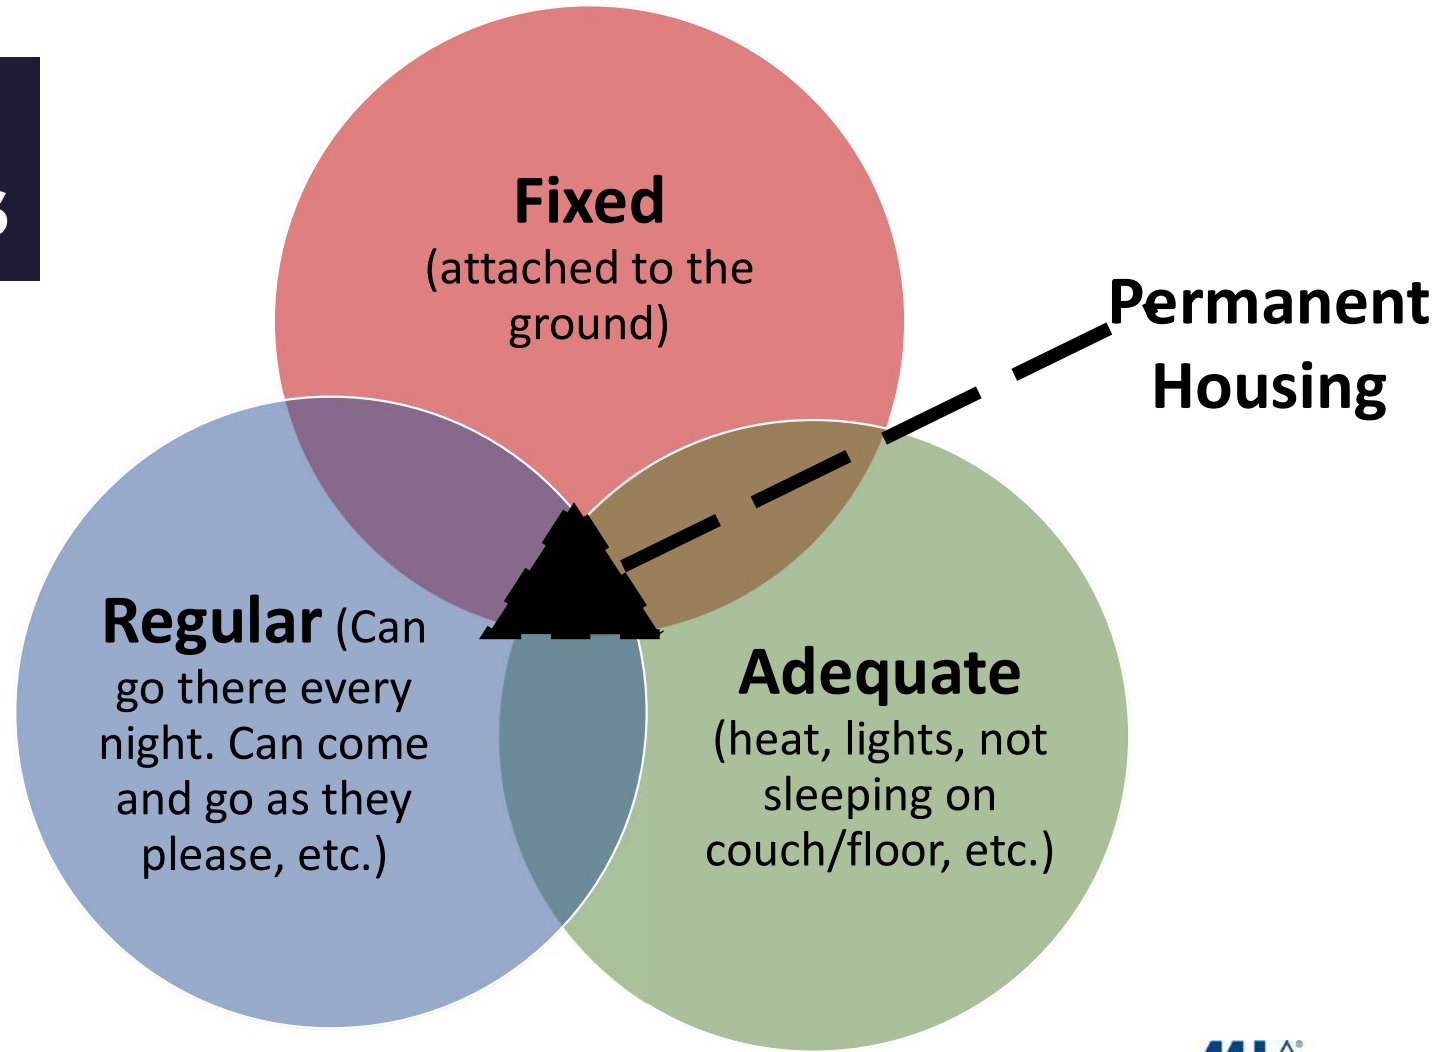 s
Fixed
(attached to the
ground)
Permanent
Housing
Regular (Can
go there every
night. Can come
and go as they
please, etc.)
Adequate
(heat, lights, not
sleeping on
couch/floor, etc.)